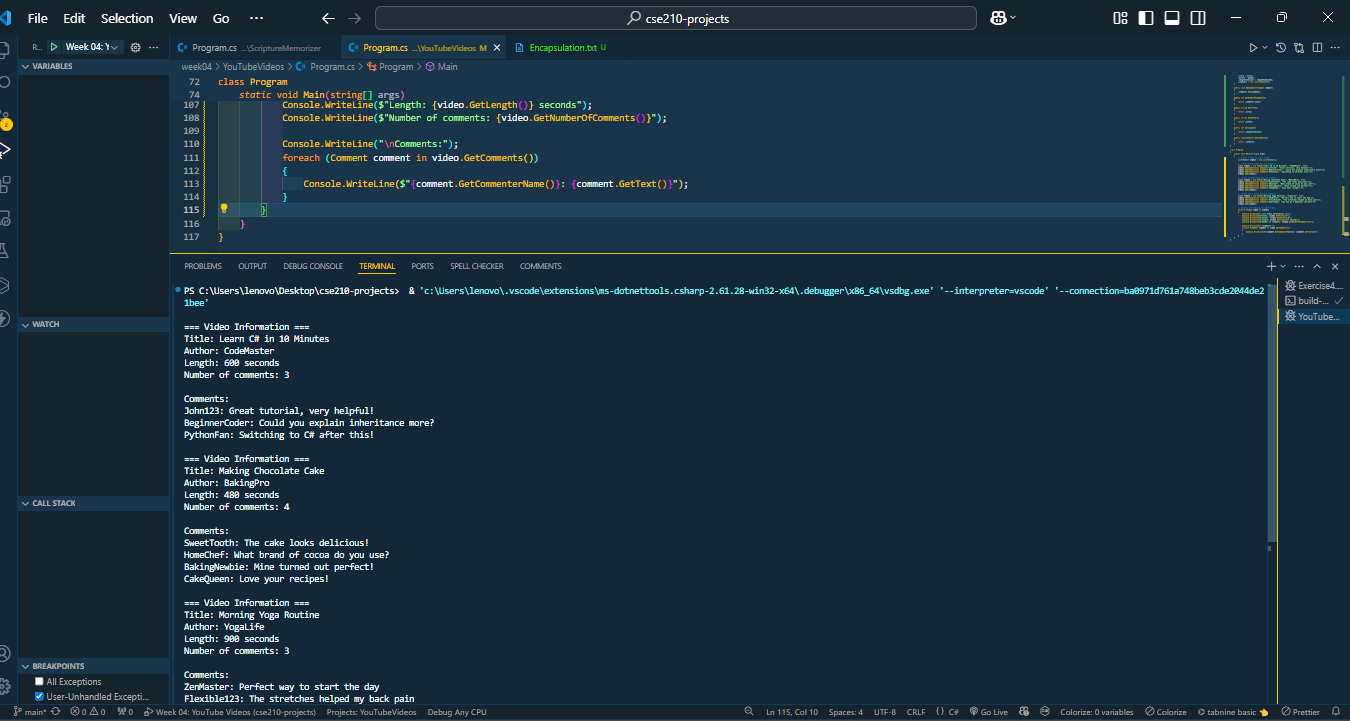 File Edit Selection View Go ··· cse210-projects
R... Week 04: Y
Program.cs ...\ScriptureMemorizer Program.cs ...\YouTubeVideos M Encapsulation.txt U
week04 > YouTubeVideos > Program.cs > Program > Main
VARIABLES
WATCH
CALL STACK
BREAKPOINTS
All Exceptions
User-Unhandled Excepti...
72 class Program
74 static void Main(string[] args)
107 Console.WriteLine($"Length: {video.GetLength()} seconds");
108 Console.WriteLine($"Number of comments: {video.GetNumberOfComments()}");
109
110 Console.WriteLine("\nComments:");
111 foreach (Comment comment in video.GetComments())
112 {
113 Console.WriteLine($"{comment.GetCommenterName()}: {comment.GetText()}");
114 }
115 }
116 }
117 }
PROBLEMS OUTPUT DEBUG CONSOLE TERMINAL PORTS SPELL CHECKER COMMENTS
PS C:\Users\lenovo\Desktop\cse210-projects> & 'c:\Users\lenovo\.vscode\extensions\ms-dotnettools.csharp-2.61.28-win32-x64\.debugger\x86_64\vsdbg.exe' '--interpreter=vscode' '--connection=ba0971d761a748beb3cde2044de2
1bee'
=== Video Information ===
Title: Learn C# in 10 Minutes
Author: CodeMaster
Length: 600 seconds
Number of comments: 3
Comments:
John123: Great tutorial, very helpful!
BeginnerCoder: Could you explain inheritance more?
PythonFan: Switching to C# after this!
=== Video Information ===
Title: Making Chocolate Cake
Author: BakingPro
Length: 480 seconds
Number of comments: 4
Comments:
SweetTooth: The cake looks delicious!
HomeChef: What brand of cocoa do you use?
BakingNewbie: Mine turned out perfect!
CakeQueen: Love your recipes!
=== Video Information ===
Title: Morning Yoga Routine
Author: YogaLife
Length: 900 seconds
Number of comments: 3
Comments:
ZenMaster: Perfect way to start the day
Flexible123: The stretches helped my back pain
Exercise4...
build-...
YouTube...
main* 0 0 0 Week 04: YouTube Videos (cse210-projects) Projects: YouTubeVideos Debug Any CPU Ln 115, Col 10 Spaces: 4 UTF-8 CRLF {} C# Go Live Colorize: 0 variables Colorize tabnine basic Prettier